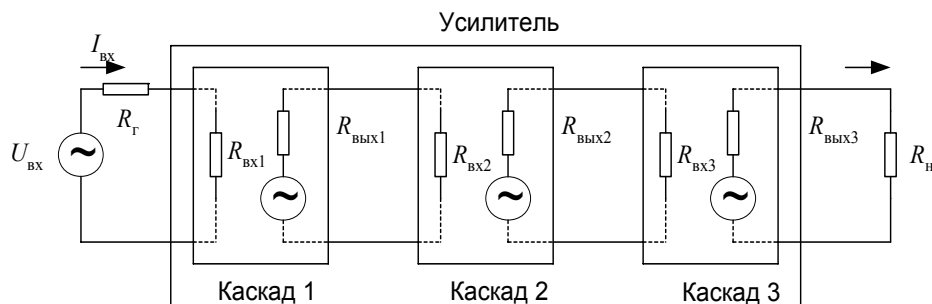 Усилитель
Iвх
Rг
Uвх
Rвх1
Rвых1
Rвх2
Rвых2
Rвх3
Rвых3
Rн
~
~
~
~
Каскад 1
Каскад 2
Каскад 3